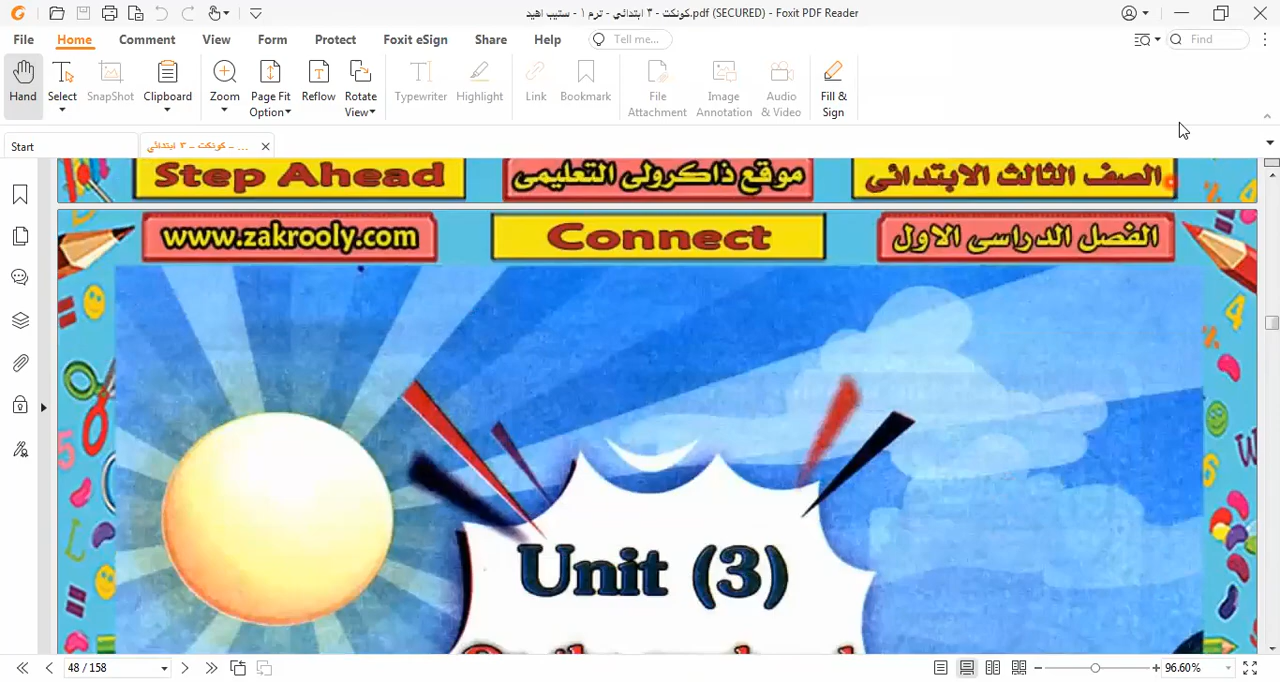 كونكت - ٣ ابتدائي - ترم ١ - ستيب اهيد.pdf (SECURED) - Foxit PDF Reader
File Home Comment View Form Protect Foxit eSign Share Help Tell me... Find
Hand Select SnapShot Clipboard Zoom Page Fit Option Reflow Rotate View Typewriter Highlight Link Bookmark File Attachment Image Annotation Audio & Video Fill & Sign
Start كونكت - ٣ ابتدائي - ...
Step Ahead موقع ذاكرولى التعليمى الصف الثالث الابتدائى
www.zakrooly.com Connect الفصل الدراسى الاول
Unit (3)
48 / 158 96.60%